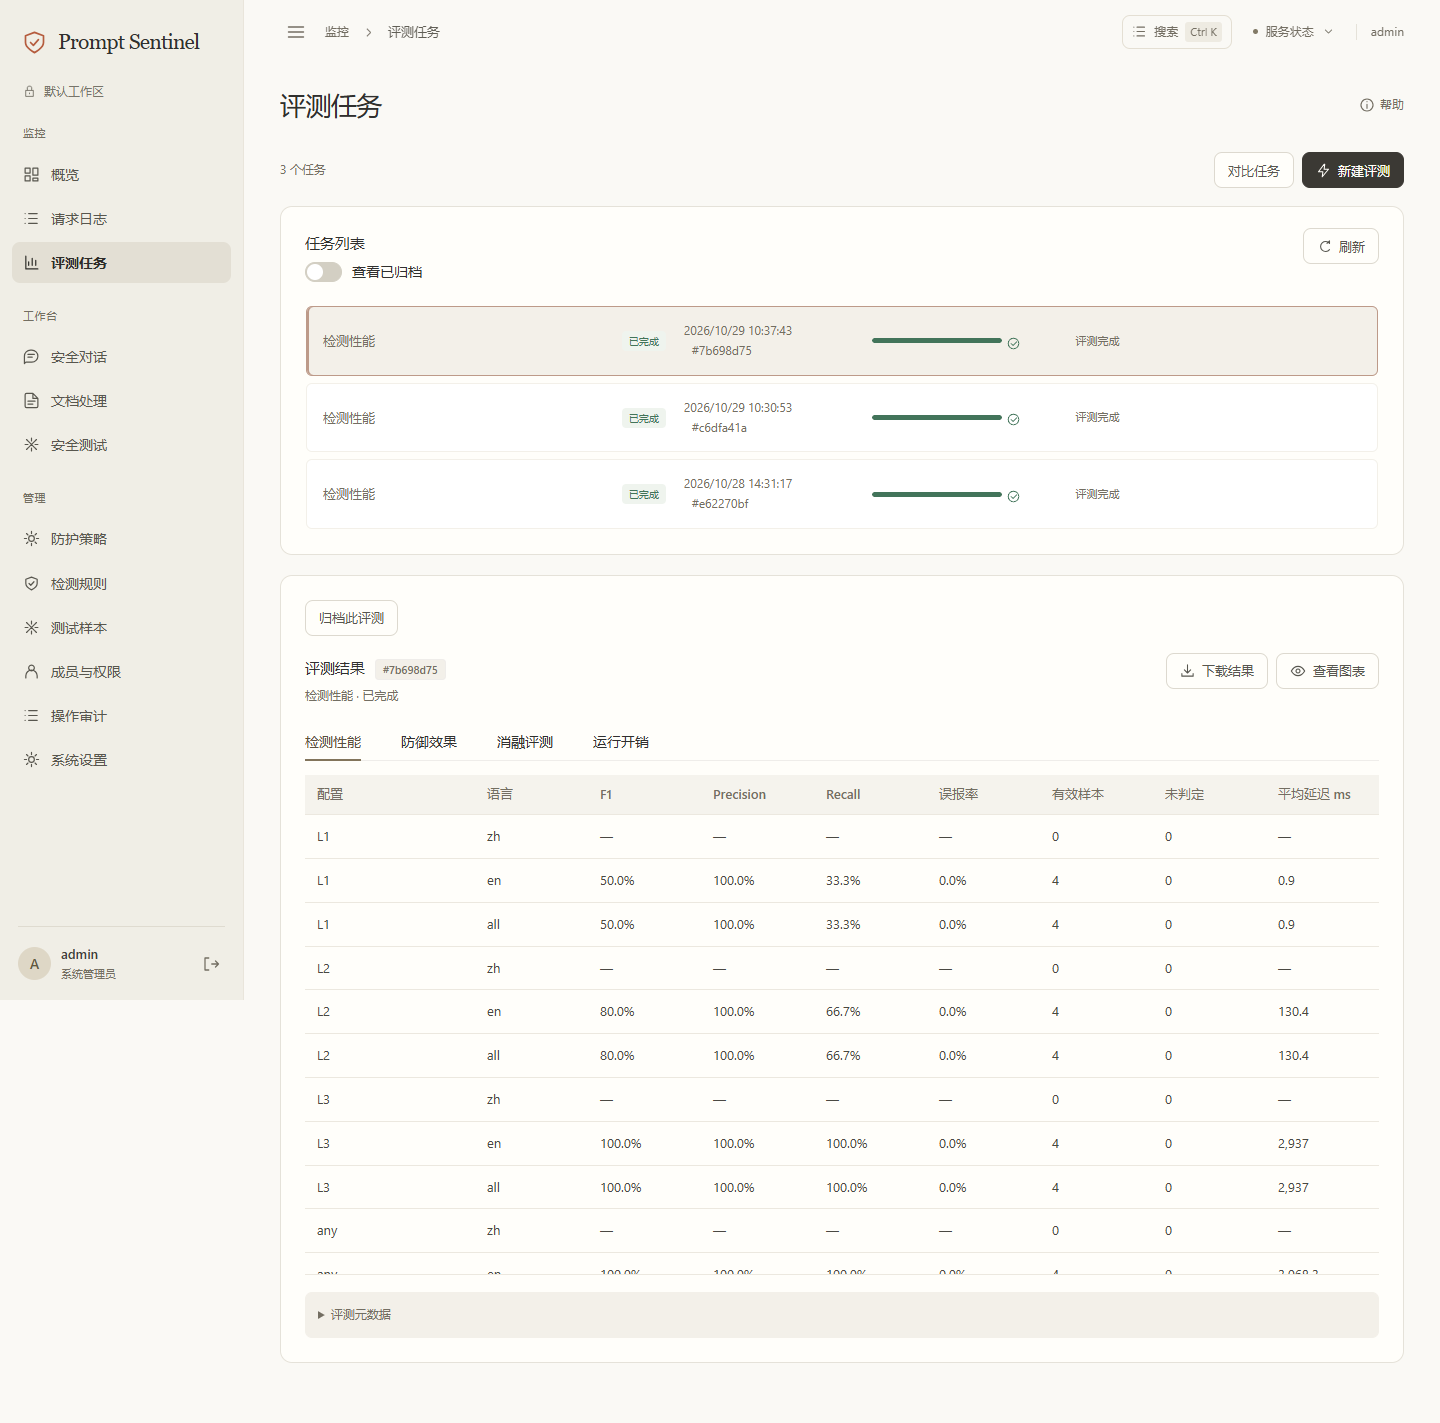 Prompt Sentinel
默认工作区
监控
概览
请求日志
评测任务
工作台
安全对话
文档处理
安全测试
管理
防护策略
检测规则
测试样本
成员与权限
操作审计
系统设置
A
admin
系统管理员
监控 评测任务
搜索 Ctrl K
服务状态
admin
评测任务
帮助
3 个任务
对比任务
新建评测
任务列表
查看已归档
刷新
检测性能 已完成 2026/10/29 10:37:43 #7b698d75 评测完成
检测性能 已完成 2026/10/29 10:30:53 #c6dfa41a 评测完成
检测性能 已完成 2026/10/28 14:31:17 #e62270bf 评测完成
归档此评测
评测结果 #7b698d75
检测性能 · 已完成
下载结果
查看图表
检测性能 防御效果 消融评测 运行开销
配置 语言 F1 Precision Recall 误报率 有效样本 未判定 平均延迟 ms
L1 zh — — — — 0 0 —
L1 en 50.0% 100.0% 33.3% 0.0% 4 0 0.9
L1 all 50.0% 100.0% 33.3% 0.0% 4 0 0.9
L2 zh — — — — 0 0 —
L2 en 80.0% 100.0% 66.7% 0.0% 4 0 130.4
L2 all 80.0% 100.0% 66.7% 0.0% 4 0 130.4
L3 zh — — — — 0 0 —
L3 en 100.0% 100.0% 100.0% 0.0% 4 0 2,937
L3 all 100.0% 100.0% 100.0% 0.0% 4 0 2,937
any zh — — — — 0 0 —
any en 100.0% 100.0% 100.0% 0.0% 4 0
评测元数据